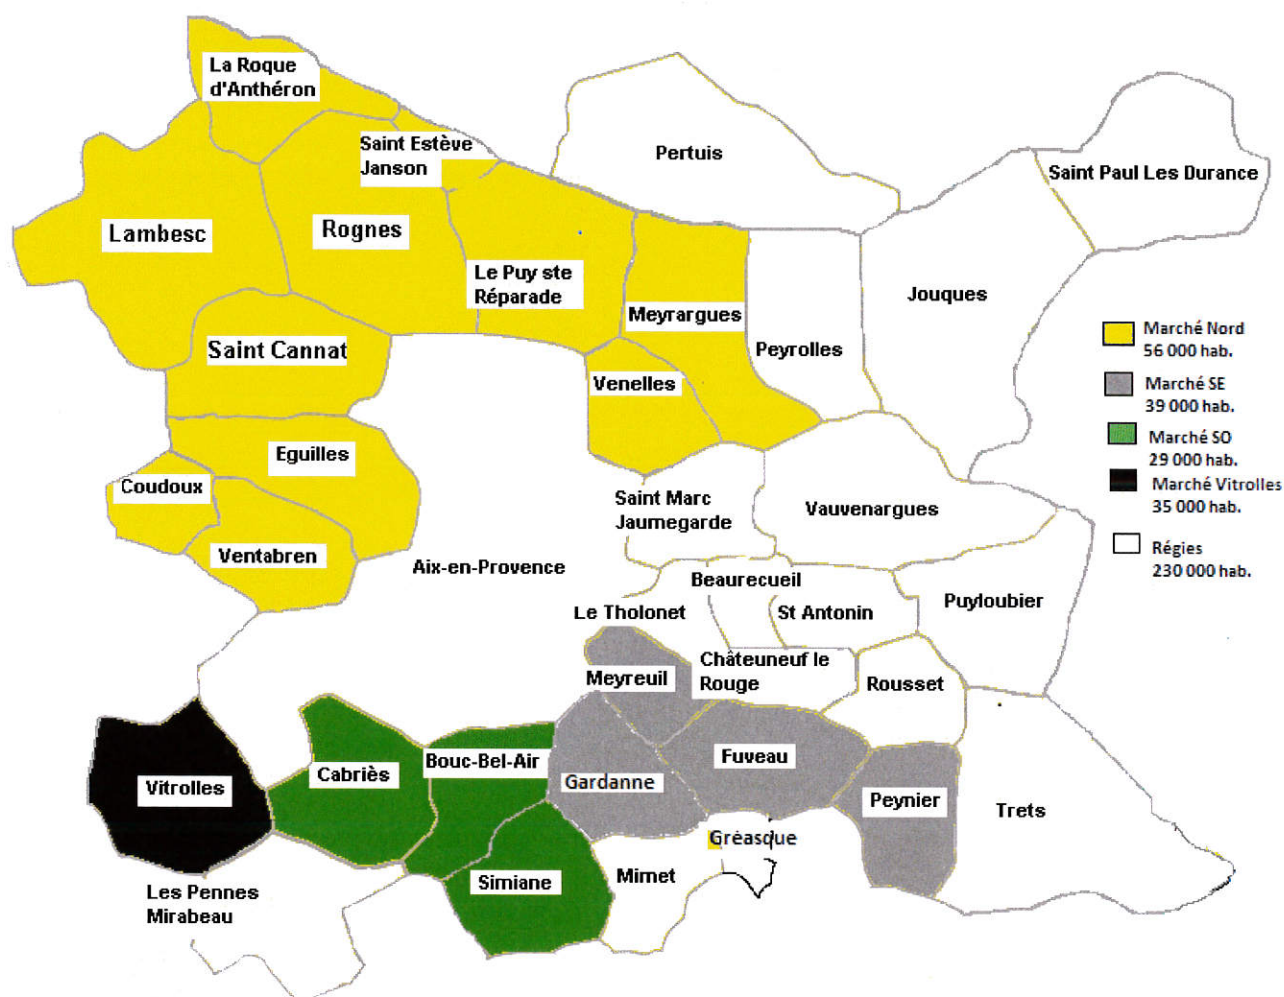 La Roque
d'Anthéron
Saint Estève
Janson
Pertuis
Saint Paul Les Durance
Lambesc
Rognes
Le Puy ste
Réparade
Meyrargues
Jouques
Peyrolles
Saint Cannat
Venelles
Eguilles
Coudoux
Ventabren
Saint Marc
Jaumegarde
Vauvenargues
Aix-en-Provence
Beaurecueil
Le Tholonet
St Antonin
Puyloubier
Meyreuil
Châteuneuf le
Rouge
Rousset
Vitrolles
Cabriès
Bouc-Bel-Air
Gardanne
Fuveau
Peynier
Trets
Gréasque
Mimet
Simiane
Les Pennes
Mirabeau
Marché Nord
56 000 hab.
Marché SE
39 000 hab.
Marché SO
29 000 hab.
Marché Vitrolles
35 000 hab.
Régies
230 000 hab.